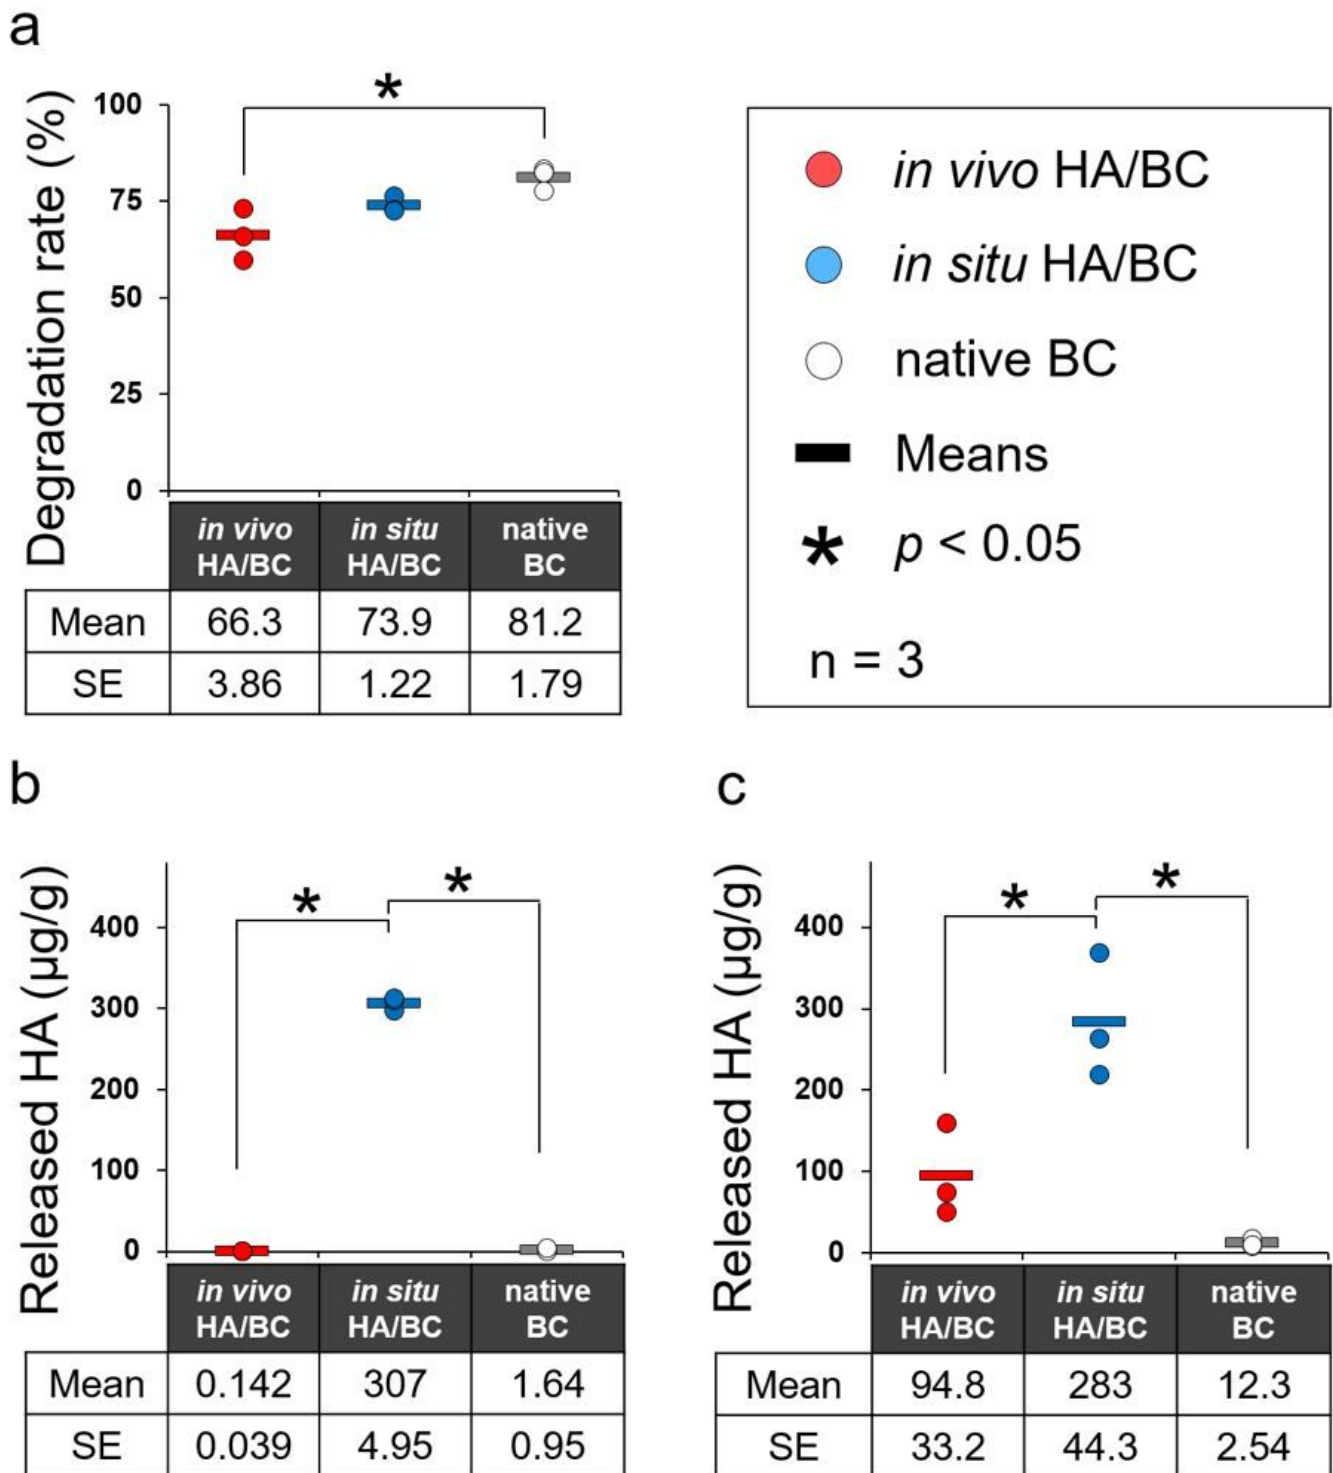 a
Degradation rate (%)
100
75
50
25
0
*
in vivo HA/BC
in situ HA/BC
native BC
Means
* p < 0.05
n = 3
in vivo HA/BC in situ HA/BC native BC
Mean 66.3 73.9 81.2
SE 3.86 1.22 1.79
b
Released HA (µg/g)
400
300
200
100
0
* *
in vivo HA/BC in situ HA/BC native BC
Mean 0.142 307 1.64
SE 0.039 4.95 0.95
c
Released HA (µg/g)
400
300
200
100
0
* *
in vivo HA/BC in situ HA/BC native BC
Mean 94.8 283 12.3
SE 33.2 44.3 2.54